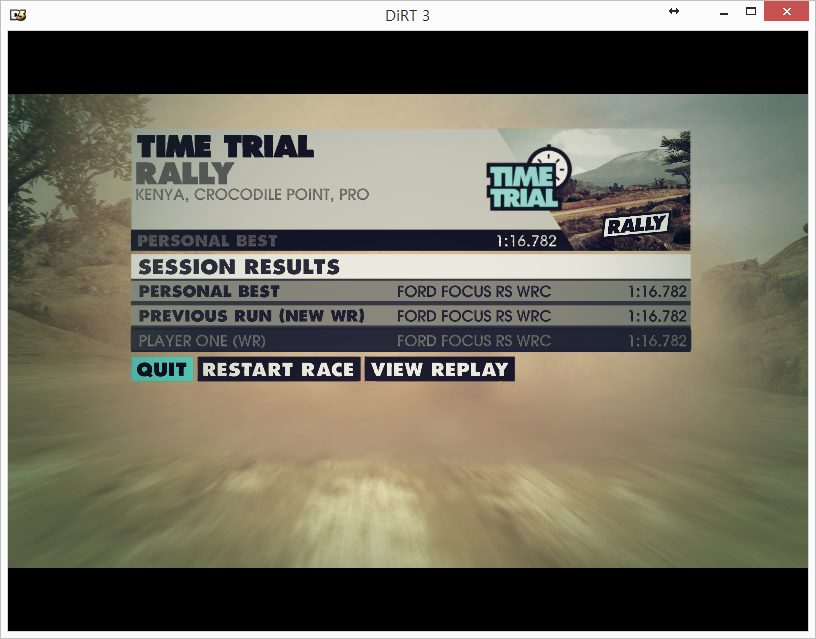 DiRT 3
TIME TRIAL
RALLY
KENYA, CROCODILE POINT, PRO
TIME
TRIAL
RALLY
PERSONAL BEST 1:16.782
SESSION RESULTS
PERSONAL BEST FORD FOCUS RS WRC 1:16.782
PREVIOUS RUN (NEW WR) FORD FOCUS RS WRC 1:16.782
PLAYER ONE (WR) FORD FOCUS RS WRC 1:16.782
QUIT RESTART RACE VIEW REPLAY